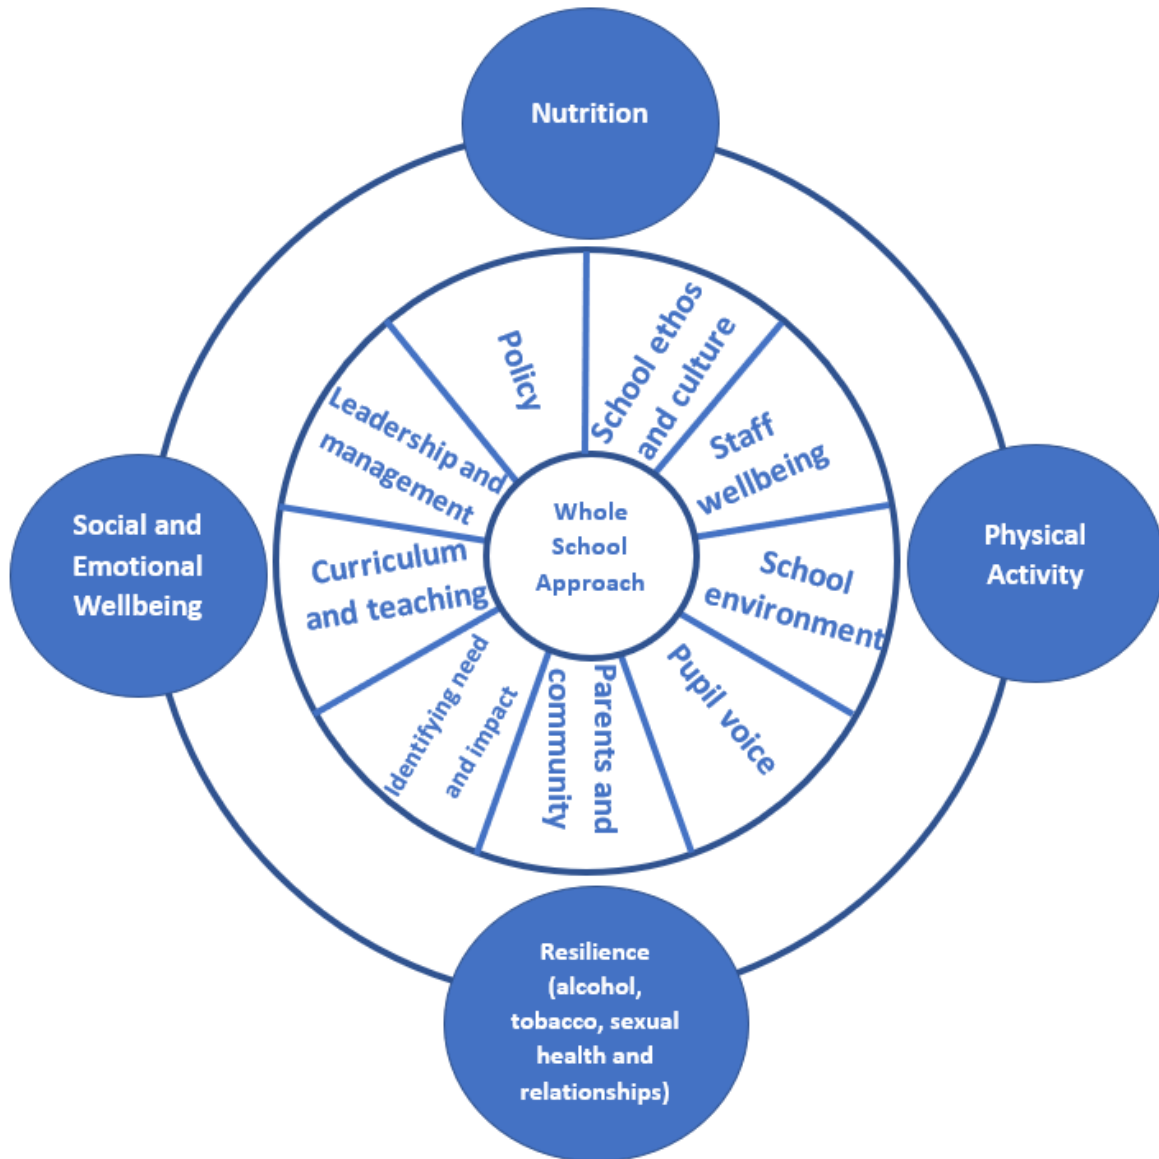 Nutrition
School ethos
and culture
Policy
Leadership and
management
Staff
wellbeing
Whole
School
Approach
Social and
Emotional
Wellbeing
Physical
Activity
Curriculum
and teaching
School
environment
Identifying need
and impact
Parents and
community
Pupil voice
Resilience
(alcohol,
tobacco, sexual
health and
relationships)